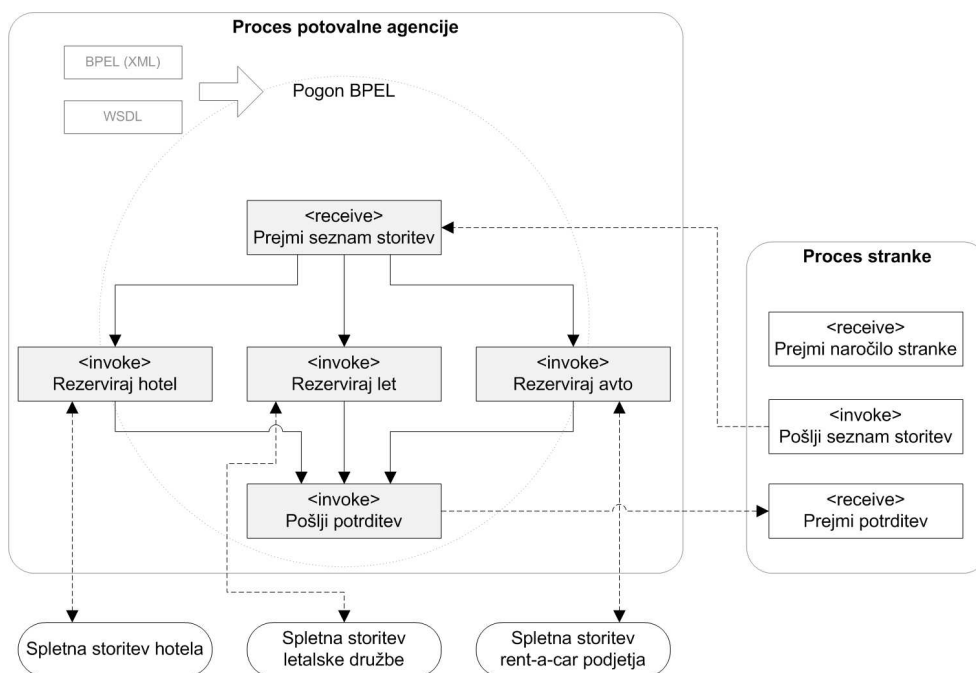 Proces potovalne agencije
BPEL (XML)
WSDL
Pogon BPEL
<receive>
Prejmi seznam storitev
<invoke>
Rezerviraj hotel
<invoke>
Rezerviraj let
<invoke>
Rezerviraj avto
<invoke>
Pošlji potrditev
Proces stranke
<receive>
Prejmi naročilo stranke
<invoke>
Pošlji seznam storitev
<receive>
Prejmi potrditev
Spletna storitev hotela
Spletna storitev
letalske družbe
Spletna storitev
rent-a-car podjetja